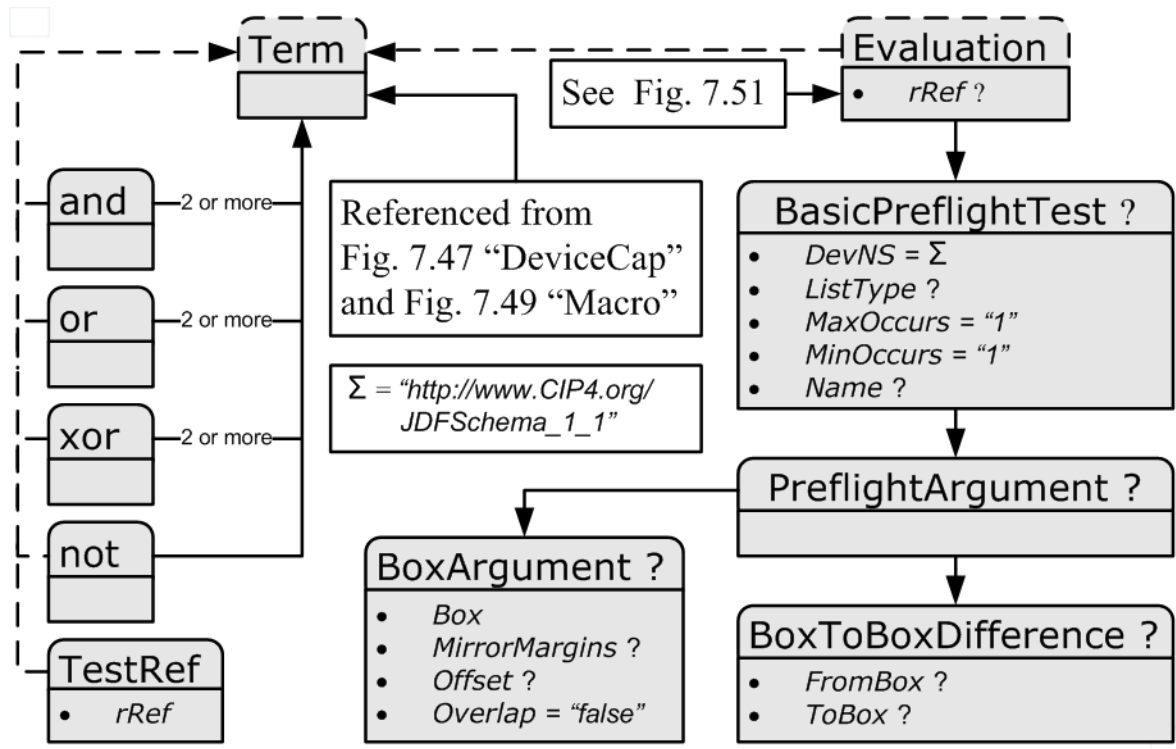 Term
Evaluation
• rRef ?
See Fig. 7.51
and
2 or more
or
2 or more
xor
2 or more
not
TestRef
• rRef
Referenced from
Fig. 7.47 “DeviceCap”
and Fig. 7.49 “Macro”
Σ = “http://www.CIP4.org/
JDFSchema_1_1”
BasicPreflightTest ?
• DevNS = Σ
• ListType ?
• MaxOccurs = “1”
• MinOccurs = “1”
• Name ?
PreflightArgument ?
BoxArgument ?
• Box
• MirrorMargins ?
• Offset ?
• Overlap = “false”
BoxToBoxDifference ?
• FromBox ?
• ToBox ?